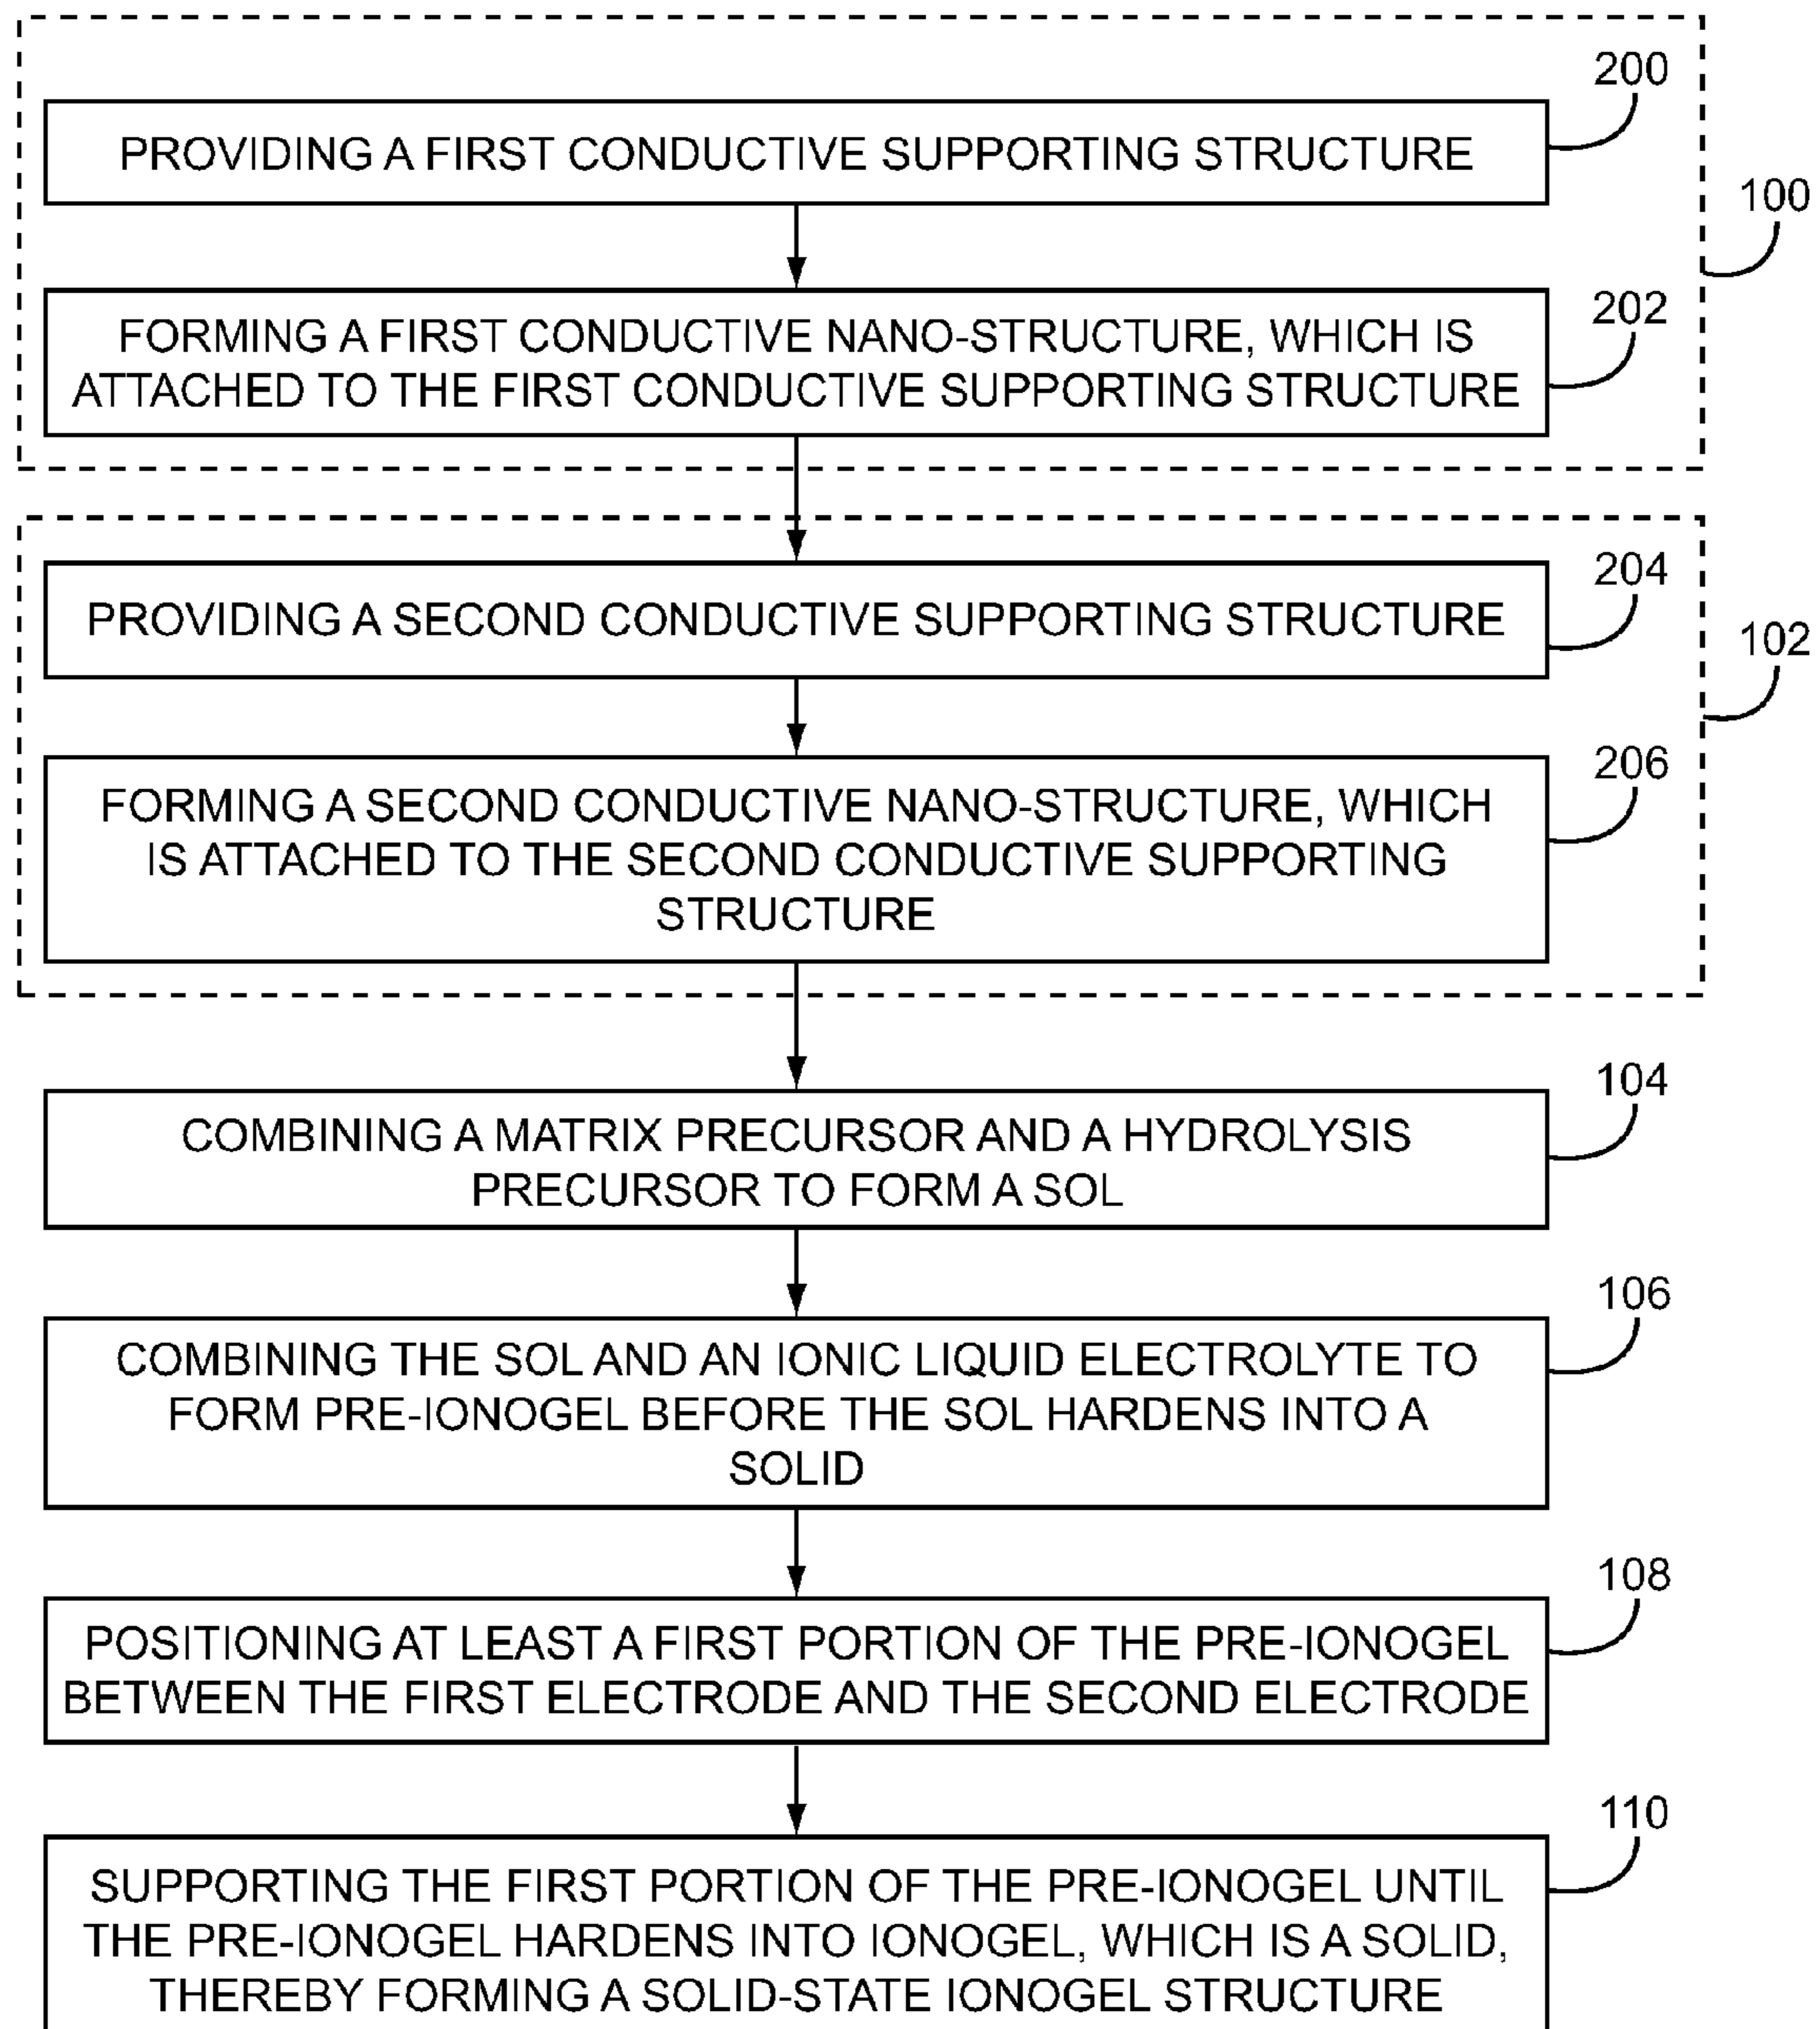 200
PROVIDING A FIRST CONDUCTIVE SUPPORTING STRUCTURE
100
202
FORMING A FIRST CONDUCTIVE NANO-STRUCTURE, WHICH IS
ATTACHED TO THE FIRST CONDUCTIVE SUPPORTING STRUCTURE
204
PROVIDING A SECOND CONDUCTIVE SUPPORTING STRUCTURE
102
206
FORMING A SECOND CONDUCTIVE NANO-STRUCTURE, WHICH
IS ATTACHED TO THE SECOND CONDUCTIVE SUPPORTING
STRUCTURE
104
COMBINING A MATRIX PRECURSOR AND A HYDROLYSIS
PRECURSOR TO FORM A SOL
106
COMBINING THE SOL AND AN IONIC LIQUID ELECTROLYTE TO
FORM PRE-IONOGEL BEFORE THE SOL HARDENS INTO A
SOLID
108
POSITIONING AT LEAST A FIRST PORTION OF THE PRE-IONOGEL
BETWEEN THE FIRST ELECTRODE AND THE SECOND ELECTRODE
110
SUPPORTING THE FIRST PORTION OF THE PRE-IONOGEL UNTIL
THE PRE-IONOGEL HARDENS INTO IONOGEL, WHICH IS A SOLID,
THEREBY FORMING A SOLID-STATE IONOGEL STRUCTURE